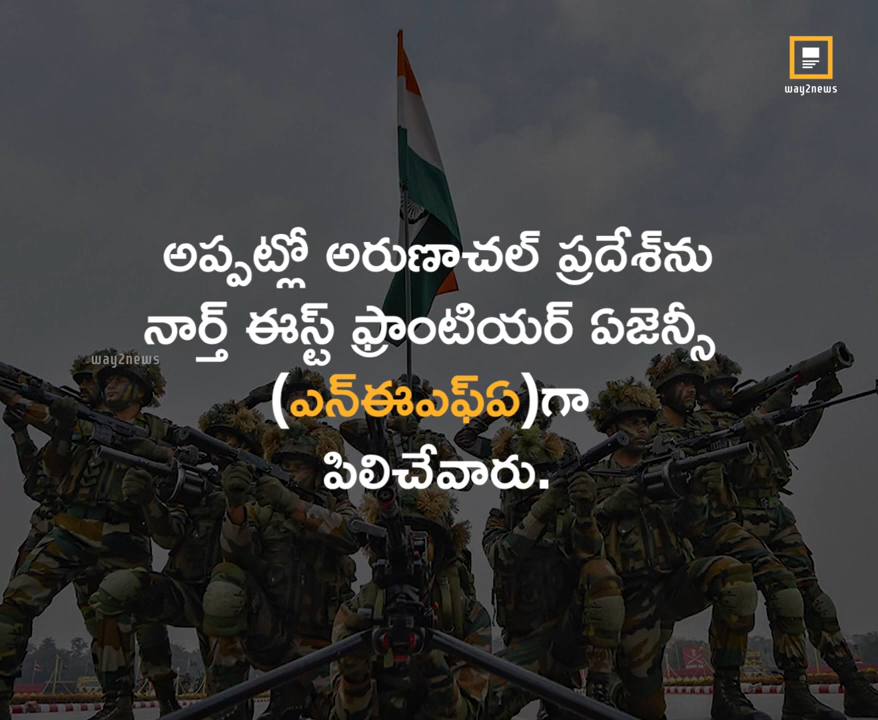 way2news
అప్పట్లో అరుణాచల్ ప్రదేశ్‌ను
నార్త్ ఈస్ట్ ఫ్రాంటియర్ ఏజెన్సీ
way2news
(ఎన్ఈఎఫ్ఏ)గా
పిలిచేవారు.